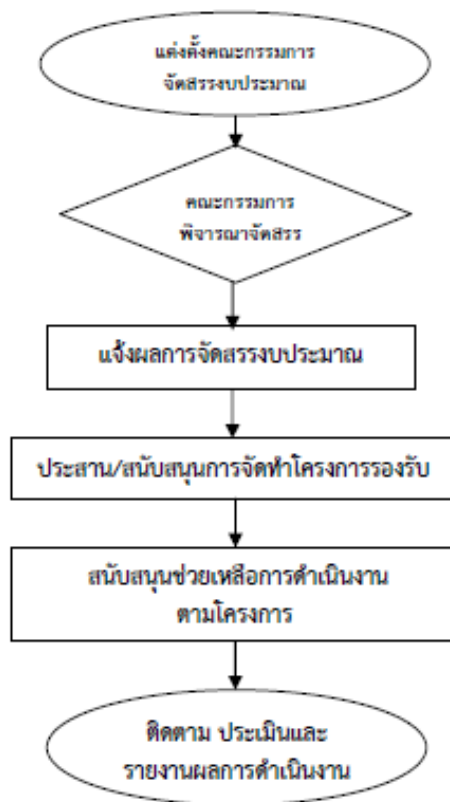 แต่งตั้งคณะกรรมการ
จัดสรรงบประมาณ
คณะกรรมการ
พิจารณาจัดสรร
แจ้งผลการจัดสรรงบประมาณ
ประสาน/สนับสนุนการจัดทำโครงการรองรับ
สนับสนุนช่วยเหลือการดำเนินงาน
ตามโครงการ
ติดตาม ประเมินและ
รายงานผลการดำเนินงาน